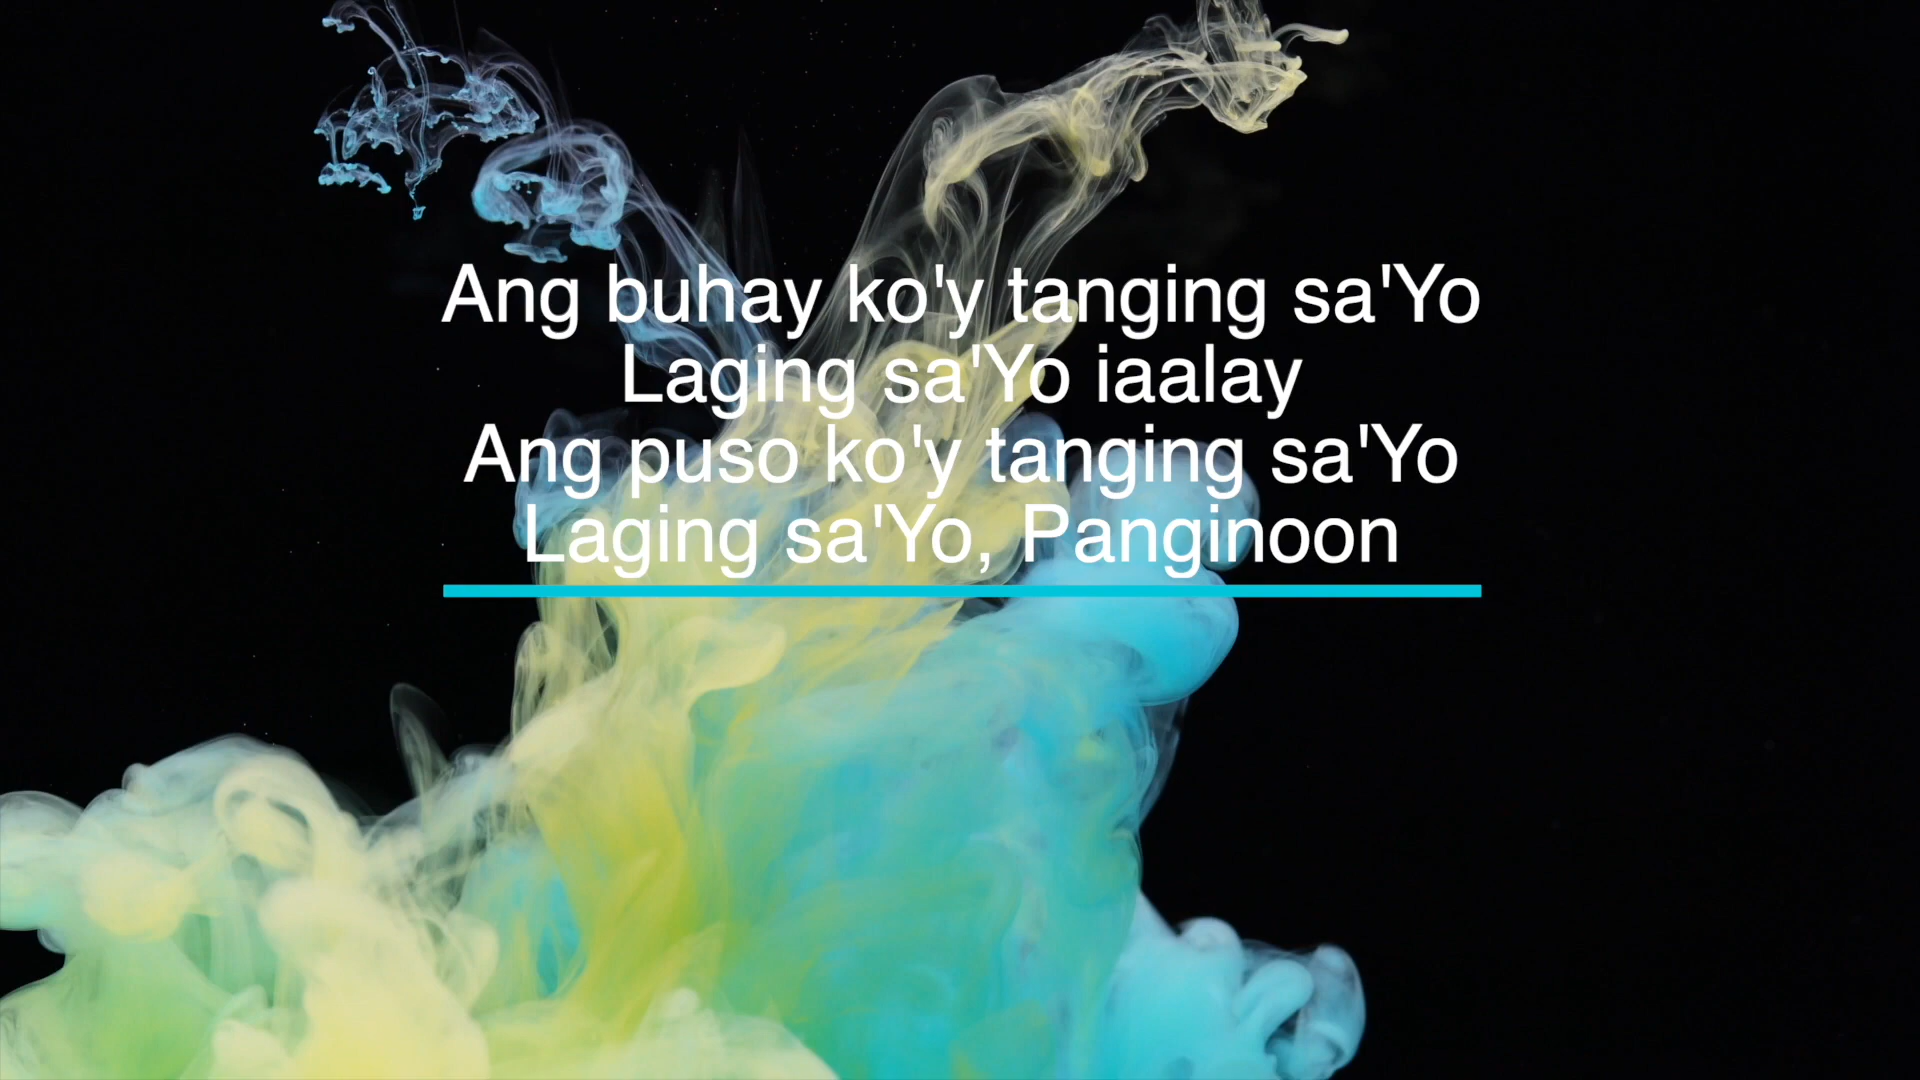 Ang buhay ko'y tanging sa'Yo
Laging sa'Yo iaalay
Ang puso ko'y tanging sa'Yo
Laging sa'Yo, Panginoon